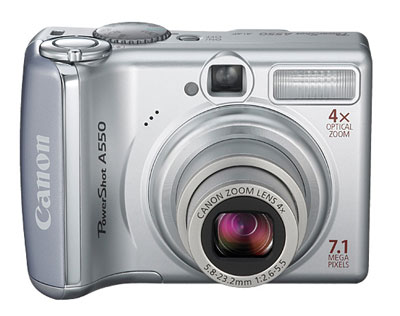 Canon
PowerShot A550
4x
OPTICAL
ZOOM
CANON ZOOM LENS 4x
5.8-23.2mm 1:2.6-5.5
7.1
MEGA
PIXELS